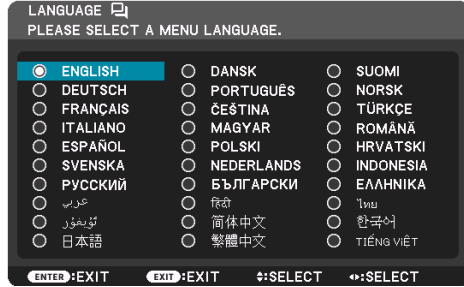 LANGUAGE
PLEASE SELECT A MENU LANGUAGE.
ENGLISH DANSK SUOMI
DEUTSCH PORTUGUÊS NORSK
FRANÇAIS ČEŠTINA TÜRKÇE
ITALIANO MAGYAR ROMÂNĂ
ESPAÑOL POLSKI HRVATSKI
SVENSKA NEDERLANDS INDONESIA
РУССКИЙ БЪЛГАРСКИ ΕΛΛΗΝΙΚΑ
عربي हिंदी ไทย
ئۇيغۇر 简体中文 한국어
日本語 繁體中文 TIẾNG VIỆT
ENTER:EXIT EXIT:EXIT :SELECT :SELECT